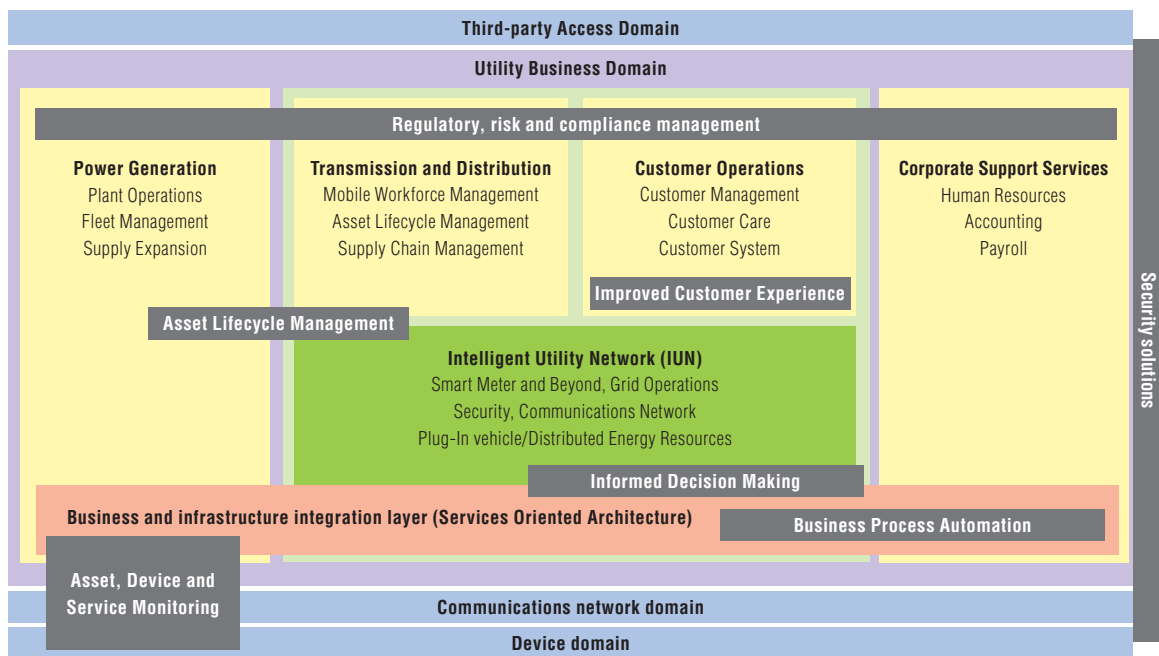 Third-party Access Domain
Utility Business Domain
Regulatory, risk and compliance management
Power Generation
Plant Operations
Fleet Management
Supply Expansion
Transmission and Distribution
Mobile Workforce Management
Asset Lifecycle Management
Supply Chain Management
Customer Operations
Customer Management
Customer Care
Customer System
Corporate Support Services
Human Resources
Accounting
Payroll
Improved Customer Experience
Asset Lifecycle Management
Intelligent Utility Network (IUN)
Smart Meter and Beyond, Grid Operations
Security, Communications Network
Plug-In vehicle/Distributed Energy Resources
Informed Decision Making
Business and infrastructure integration layer (Services Oriented Architecture)
Business Process Automation
Asset, Device and
Service Monitoring
Communications network domain
Device domain
Security solutions